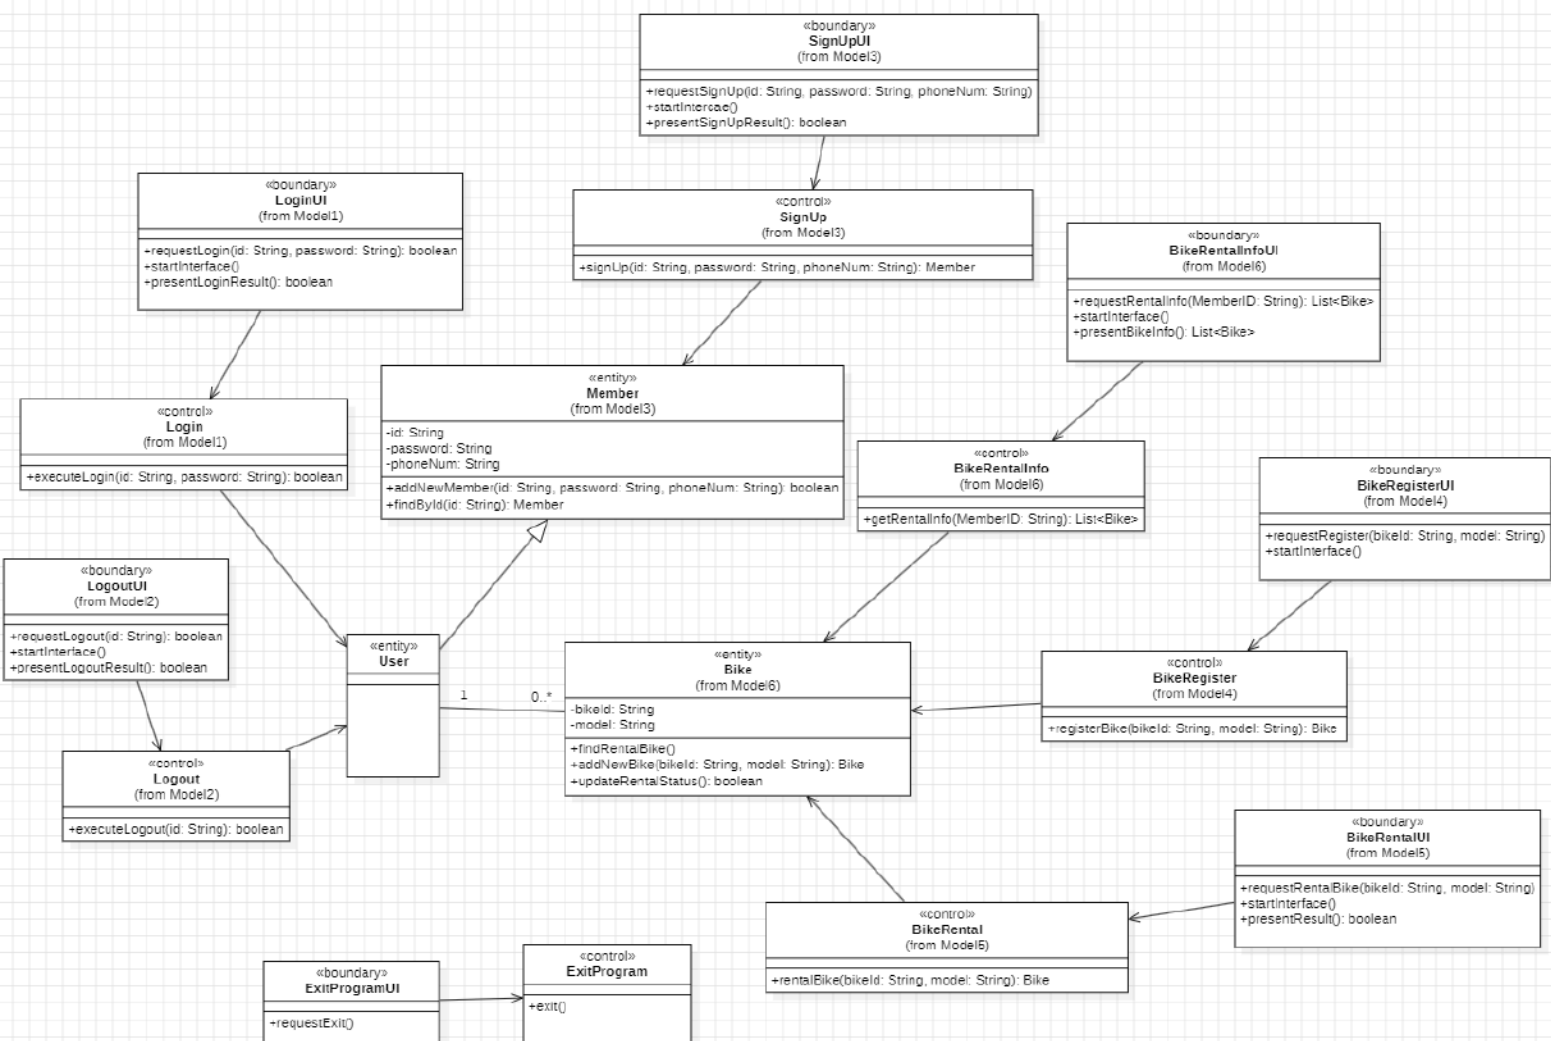 «boundary»
SignUpUI
(from Model3)
+requestSignUp(id: String, password: String, phoneNum: String)
+startIntercae()
+presentSignUpResult(): boolean
«boundary»
LoginUI
(from Model1)
+requestLogin(id: String, password: String): boolean
+startInterface()
+presentLoginResult(): boolean
«control»
SignUp
(from Model3)
+signUp(id: String, password: String, phoneNum: String): Member
«boundary»
BikeRentalInfoUI
(from Model6)
+requestRentalInfo(MemberID: String): List<Bike>
+startInterface()
+presentBikeInfo(): List<Bike>
«control»
Login
(from Model1)
+executeLogin(id: String, password: String): boolean
«entity»
Member
(from Model3)
-id: String
-password: String
-phoneNum: String
+addNewMember(id: String, password: String, phoneNum: String): boolean
+findById(id: String): Member
«control»
BikeRentalInfo
(from Model6)
+getRentalInfo(MemberID: String): List<Bike>
«boundary»
BikeRegisterUI
(from Model4)
+requestRegister(bikeId: String, model: String)
+startInterface()
«boundary»
LogoutUI
(from Model2)
+requestLogout(id: String): boolean
+startInterface()
+presentLogoutResult(): boolean
«entity»
User
1
0..*
«entity»
Bike
(from Model6)
-bikeId: String
-model: String
+findRentalBike()
+addNewBike(bikeId: String, model: String): Bike
+updateRentalStatus(): boolean
«control»
BikeRegister
(from Model4)
+registerBike(bikeId: String, model: String): Bike
«control»
Logout
(from Model2)
+executeLogout(id: String): boolean
«boundary»
BikeRentalUI
(from Model5)
+requestRentalBike(bikeId: String, model: String)
+startInterface()
+presentResult(): boolean
«control»
BikeRental
(from Model5)
+rentalBike(bikeId: String, model: String): Bike
«boundary»
ExitProgramUI
+requestExit()
«control»
ExitProgram
+exit()